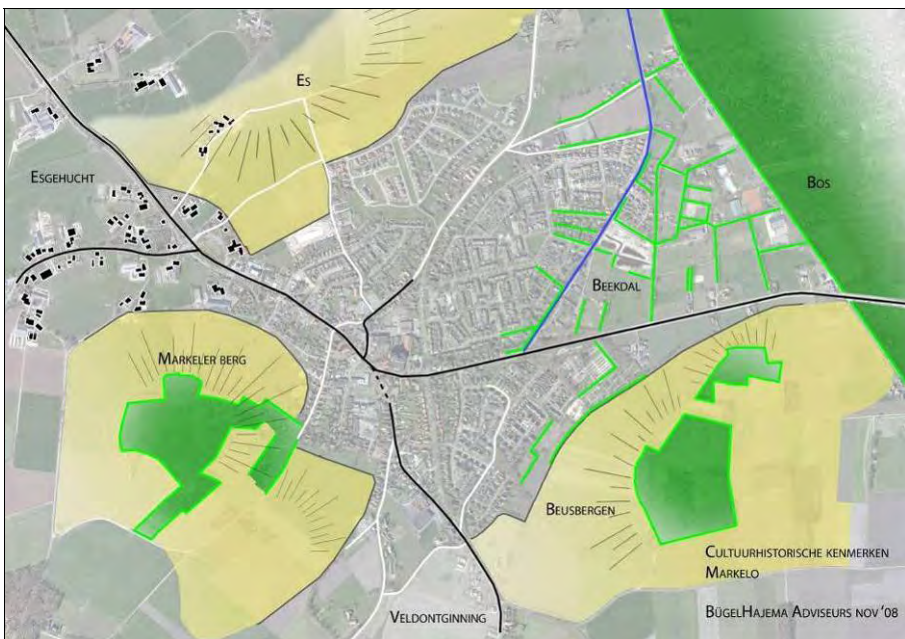 Es
Esgehucht
Bos
Beekdal
Markeler berg
Beusbergen
Cultuurhistorische kenmerken
Markelo
BügelHajema Adviseurs nov '08
Veldontginning